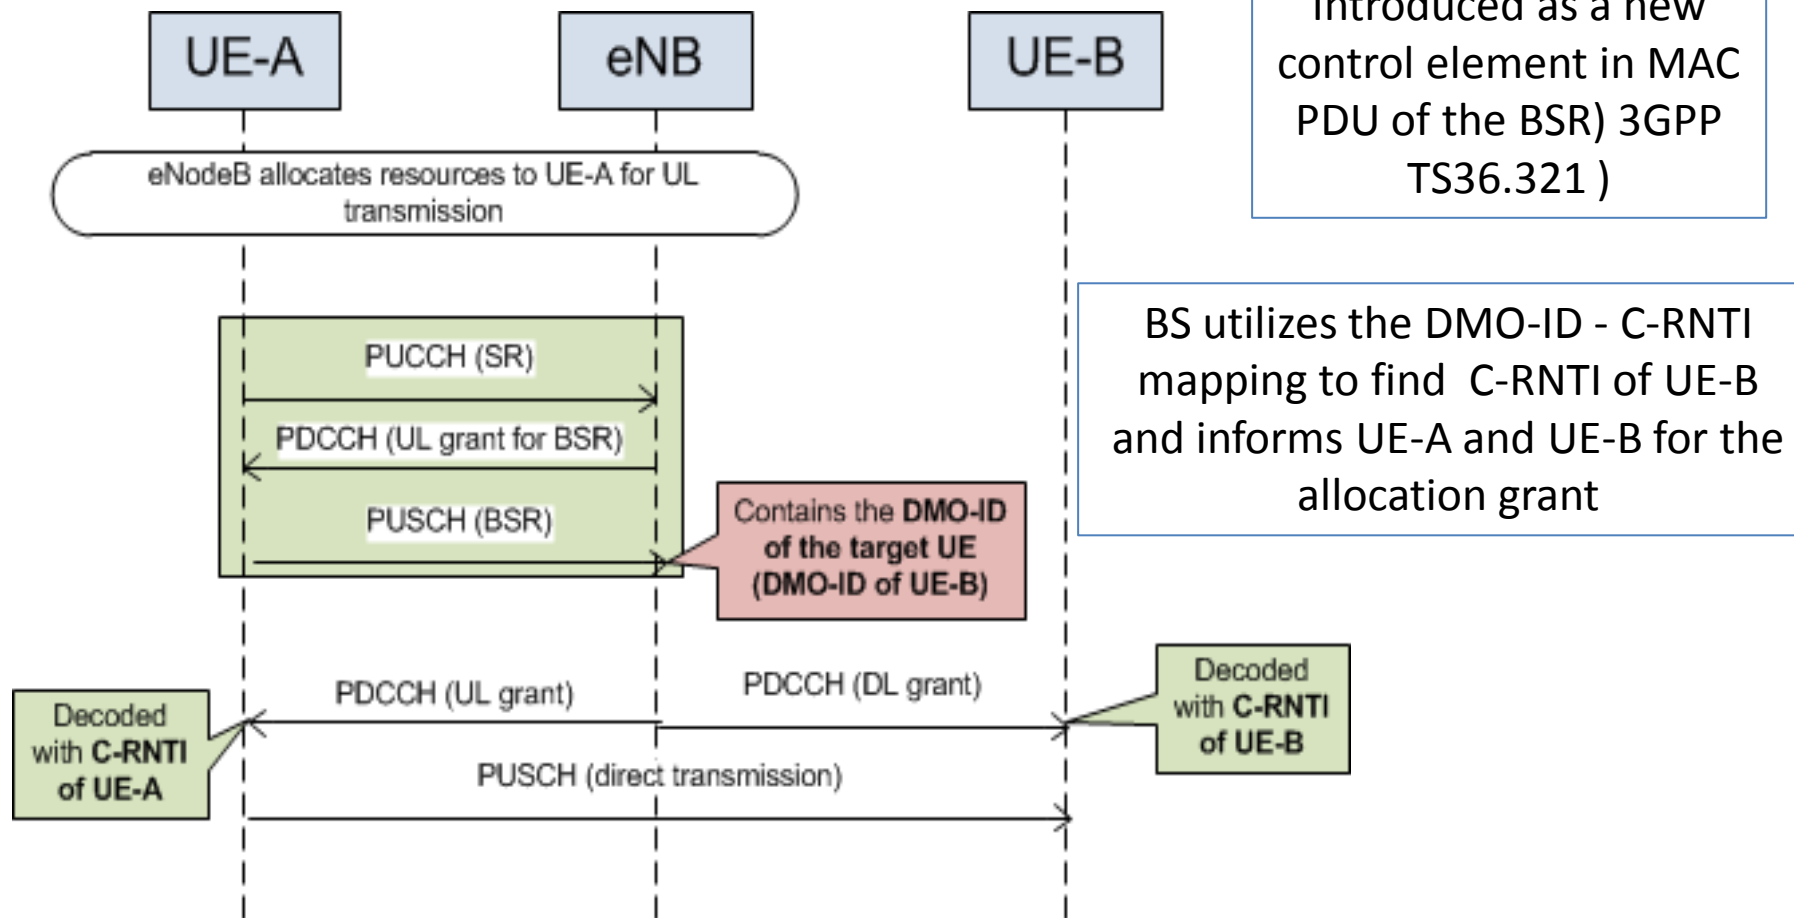 UE-A
eNB
UE-B
introduced as a new
control element in MAC
PDU of the BSR) 3GPP
TS36.321 )
eNodeB allocates resources to UE-A for UL
transmission
BS utilizes the DMO-ID - C-RNTI
mapping to find C-RNTI of UE-B
and informs UE-A and UE-B for the
allocation grant
PUCCH (SR)
PDCCH (UL grant for BSR)
PUSCH (BSR)
Contains the DMO-ID
of the target UE
(DMO-ID of UE-B)
PDCCH (UL grant)
PDCCH (DL grant)
Decoded
with C-RNTI
of UE-A
Decoded
with C-RNTI
of UE-B
PUSCH (direct transmission)